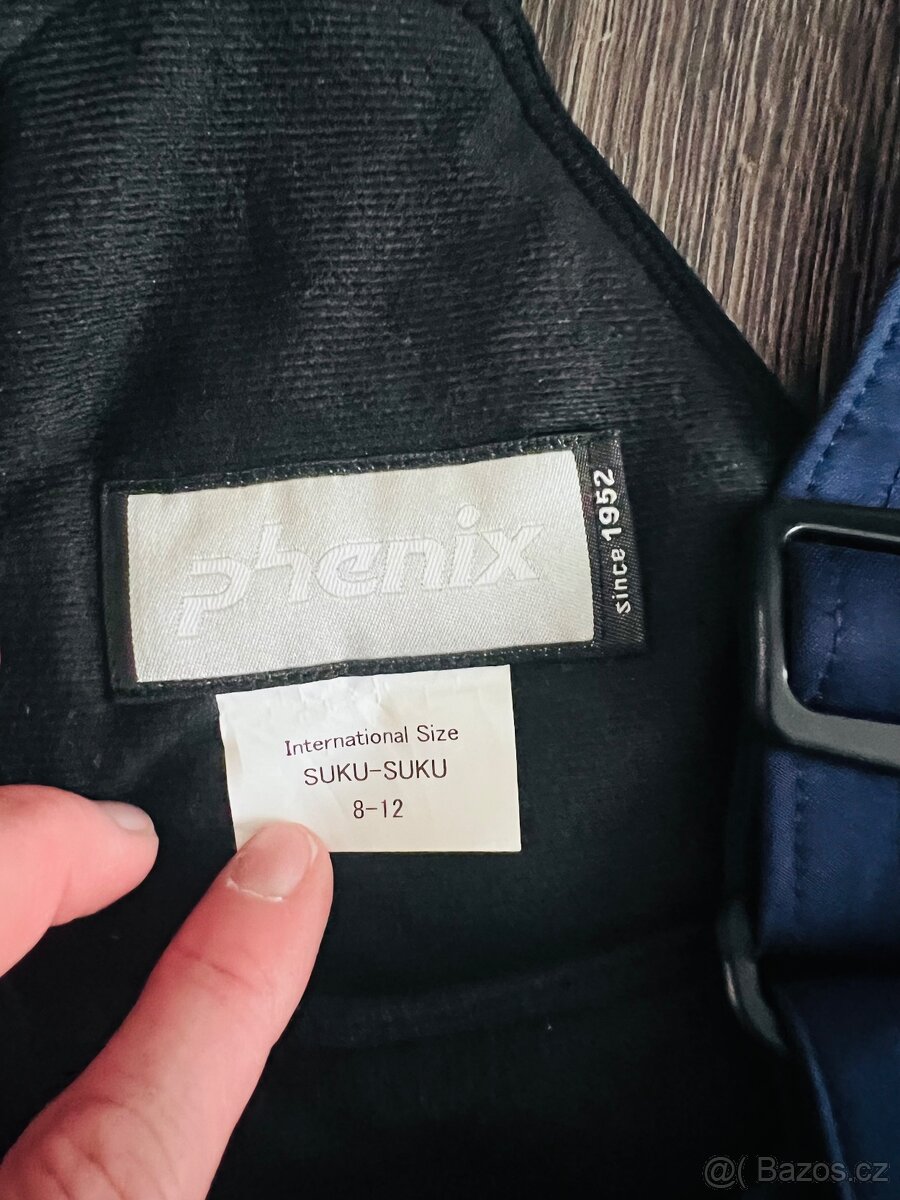 phenix
since 1952
International Size
SUKU-SUKU
8-12
@( Bazos.cz